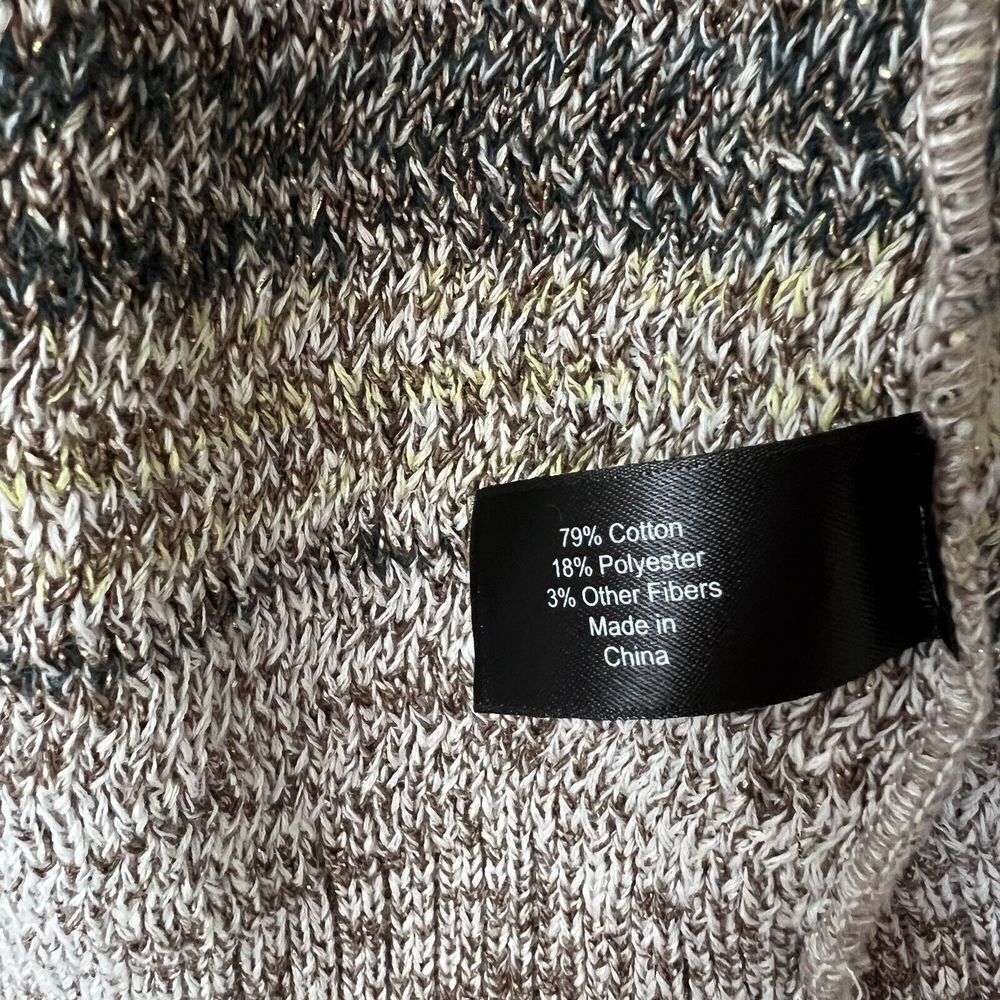 79% Cotton
18% Polyester
3% Other Fibers
Made in
China